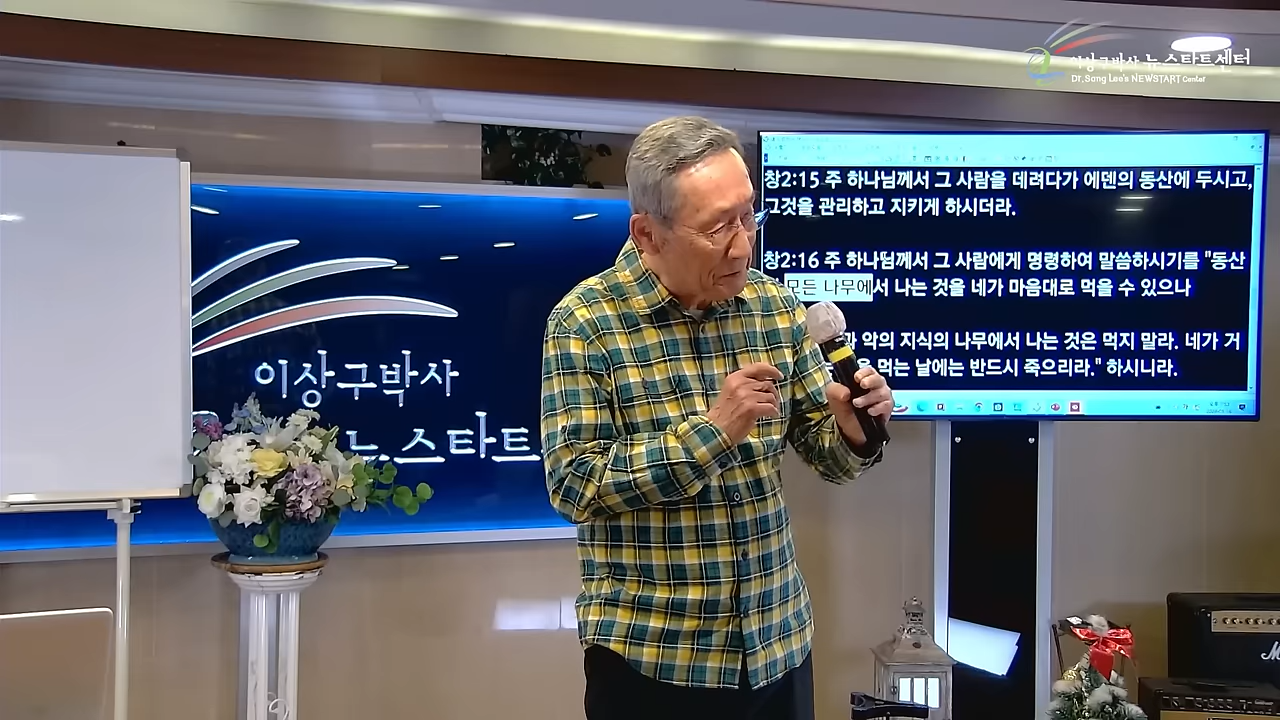 이상구박사 뉴스타트센터
Dr. Sang Lee's NEWSTART Center
창2:15 주 하나님께서 그 사람을 데려다가 에덴의 동산에 두시고,
그것을 관리하고 지키게 하시더라.
창2:16 주 하나님께서 그 사람에게 명령하여 말씀하시기를 "동산
모든 나무에서 나는 것을 네가 마음대로 먹을 수 있으나
악의 지식의 나무에서 나는 것은 먹지 말라. 네가 거
먹는 날에는 반드시 죽으리라." 하시니라.
이상구박사
뉴스타트